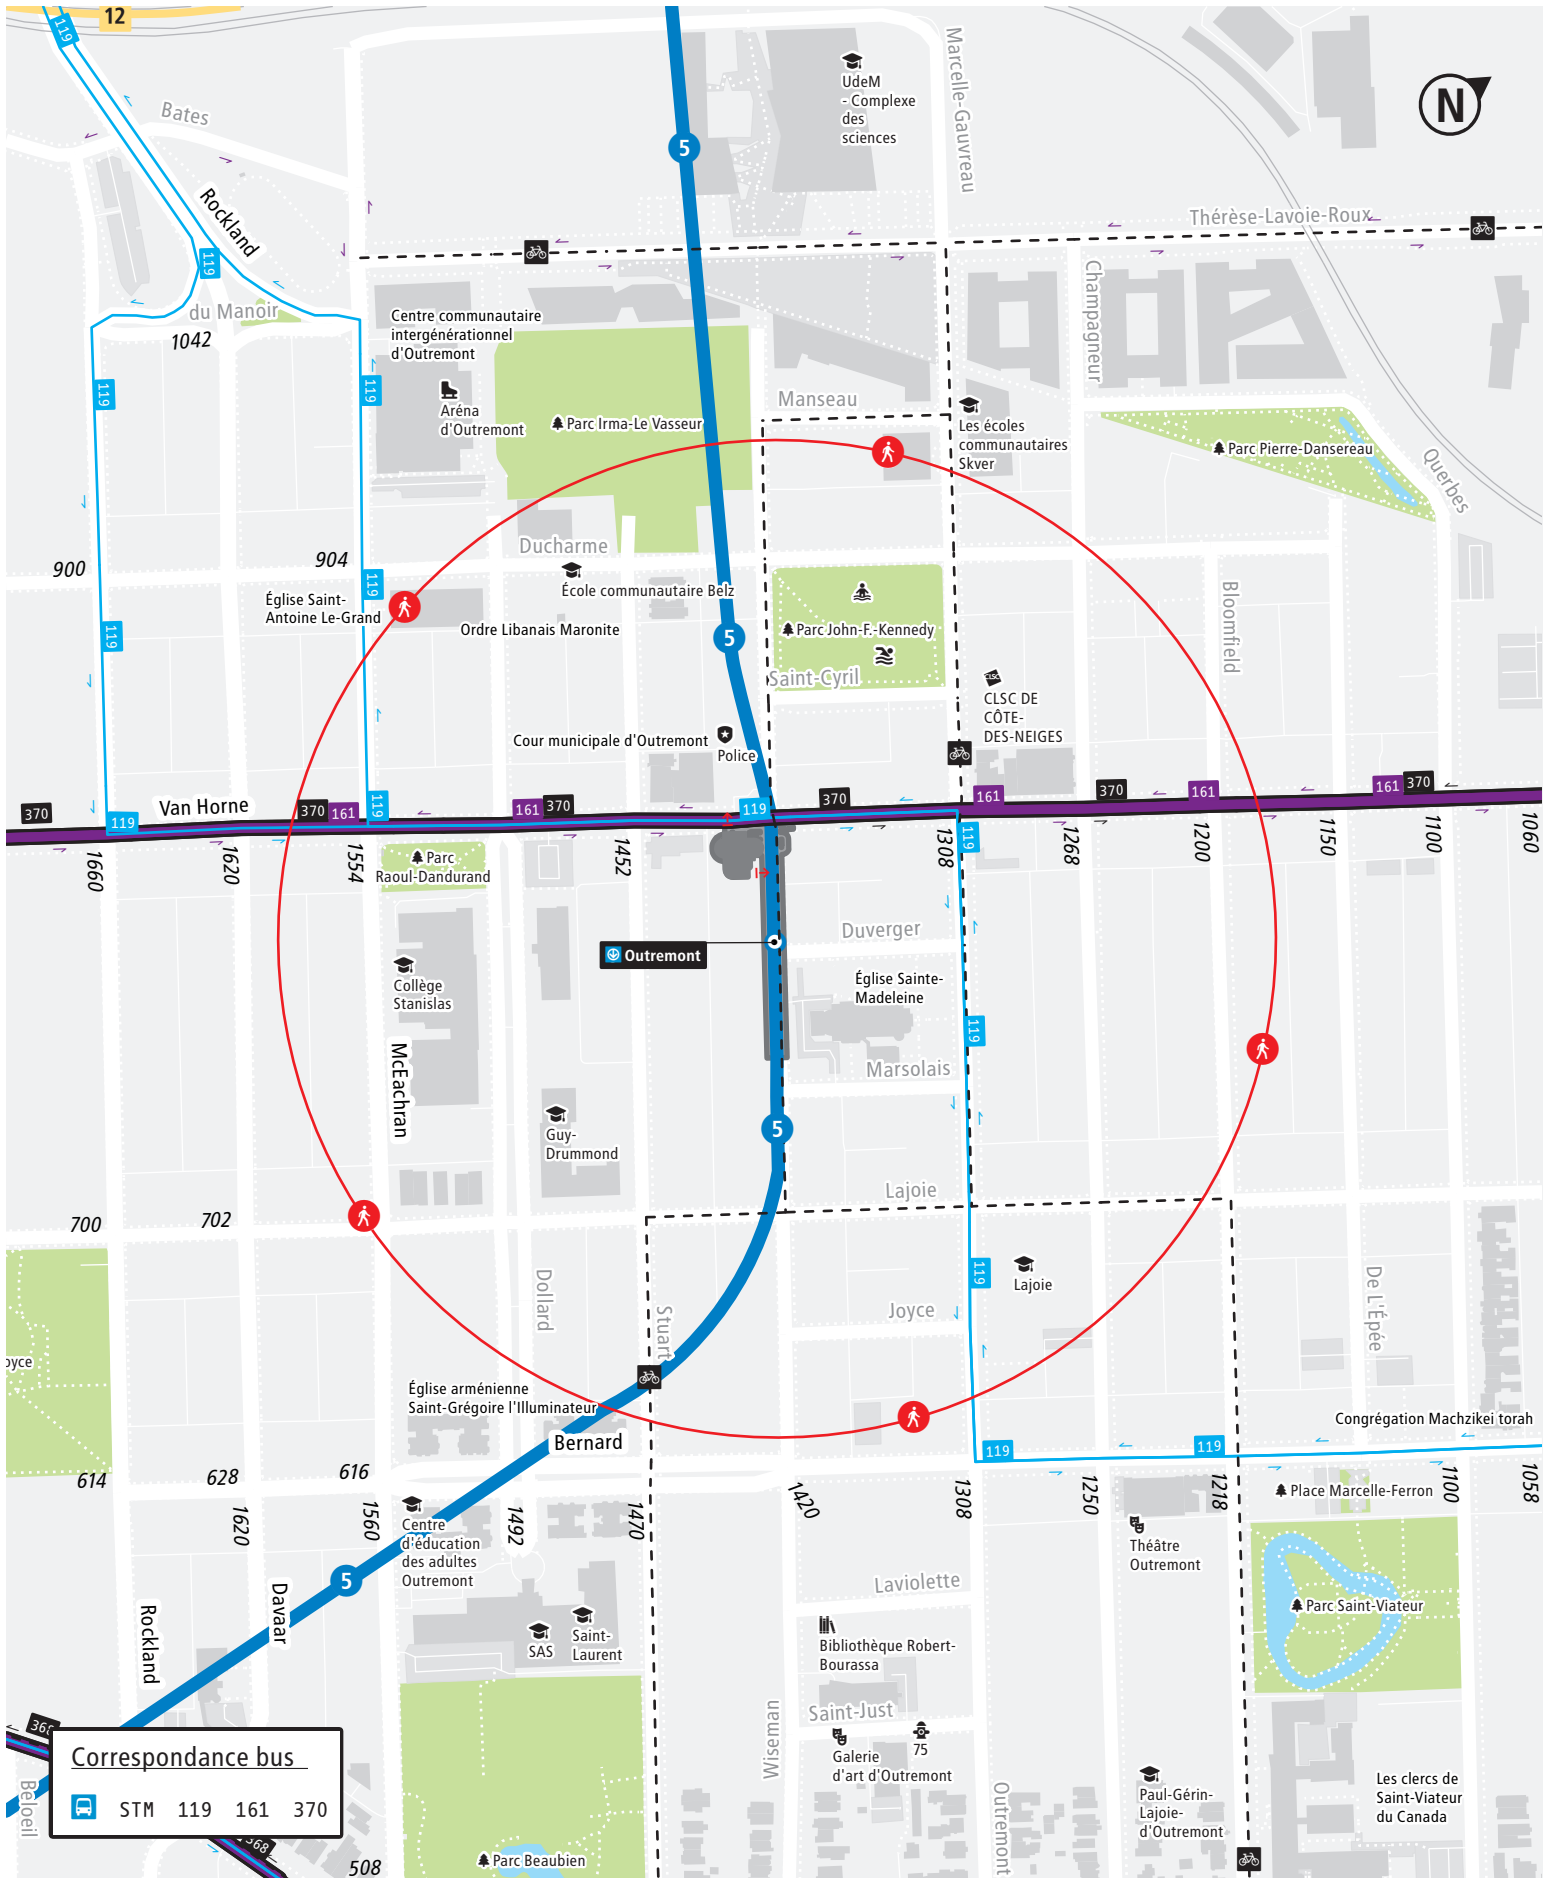 12
119
N
UdeM
- Complexe
des
sciences
Marcelle-Gauvreau
Bates
5
Rockland
Thérèse-Lavoie-Roux
119
Champagneur
du Manoir
1042
Centre communautaire
intergénérationnel
d'Outremont
119
119
Aréna
d'Outremont
Parc Irma-Le Vasseur
Manseau
Les écoles
communautaires
Skver
Parc Pierre-Dansereau
Querbes
Ducharme
904
900
119
École communautaire Belz
Église Saint-
Antoine Le-Grand
Ordre Libanais Maronite
119
5
Parc John-F.-Kennedy
Bloomfield
Saint-Cyril
CLSC
CLSC DE
CÔTE-
DES-NEIGES
Cour municipale d'Outremont
Police
Van Horne
370
119
370
161
119
161
370
119
370
161
370
161
161
370
1660
1620
1554
1452
1308
119
1268
1200
1150
1100
1060
Parc
Raoul-Dandurand
Duverger
Outremont
Collège
Stanislas
Église Sainte-
Madeleine
119
McEachran
Marsolais
Guy-
Drummond
5
Lajoie
700
702
Dollard
Stuart
119
Lajoie
Joyce
De L'Épée
oyce
Église arménienne
Saint-Grégoire l'Illuminateur
Bernard
Congrégation Machzikei torah
119
119
614
628
616
1620
1560
1492
1470
1420
1308
1250
1218
1100
1058
Place Marcelle-Ferron
Centre
d'éducation
des adultes
Outremont
Théâtre
Outremont
5
Laviolette
Parc Saint-Viateur
Rockland
Davaar
SAS
Saint-
Laurent
Bibliothèque Robert-
Bourassa
Saint-Just
Wiseman
75
Galerie
d'art d'Outremont
368
Correspondance bus
STM 119 161 370
Beloeil
368
508
Parc Beaubien
Outremont
Paul-Gérin-
Lajoie-
d'Outremont
Les clercs de
Saint-Viateur
du Canada